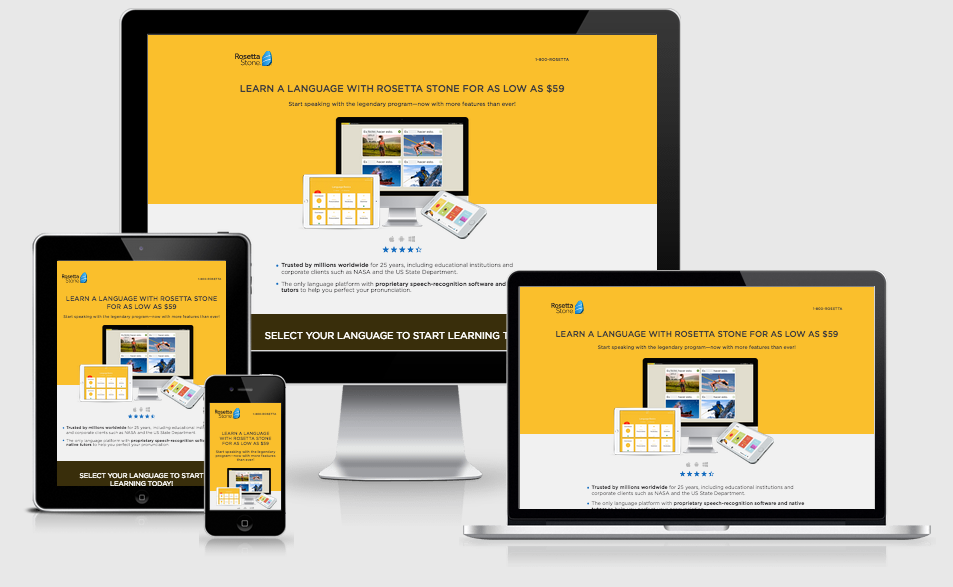 Rosetta
Stone
1-800-ROSETTA
LEARN A LANGUAGE WITH ROSETTA STONE FOR AS LOW AS $59
Start speaking with the legendary program—now with more features than ever!
Trusted by millions worldwide for 25 years, including educational institutions and
corporate clients such as NASA and the US State Department.
The only language platform with proprietary speech-recognition software and
tutors to help you perfect your pronunciation.
SELECT YOUR LANGUAGE TO START LEARNING T
Rosetta
Stone
1-800-ROSETTA
LEARN A LANGUAGE WITH ROSETTA STONE
FOR AS LOW AS $59
Start speaking with the legendary program—now with more features than ever!
Trusted by millions worldwide for 25 years, including educational
and corporate clients such as NASA and the US State Department.
The only language platform with proprietary speech-recognition
native tutors to help you perfect your pronunciation.
SELECT YOUR LANGUAGE TO START
LEARNING TODAY!
Rosetta
Stone
1-800-ROSETTA
LEARN A LANGUAGE
WITH ROSETTA STONE
FOR AS LOW AS $59
Start speaking with the legendary
program—now with more features
than ever!
Rosetta
Stone
1-800-ROSETTA
LEARN A LANGUAGE WITH ROSETTA STONE FOR AS LOW AS $59
Start speaking with the legendary program—now with more features than ever!
Trusted by millions worldwide for 25 years, including educational institutions and
corporate clients such as NASA and the US State Department.
The only language platform with proprietary speech-recognition software and native